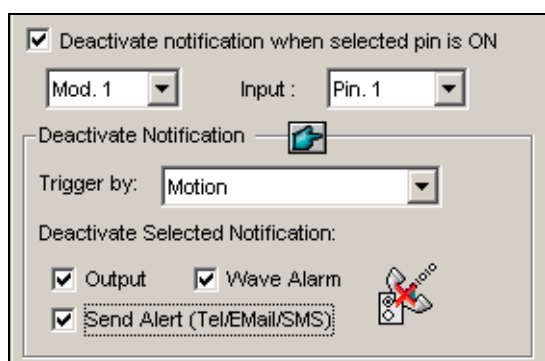 Deactivate notification when selected pin is ON
Mod. 1 Input : Pin. 1
Deactivate Notification
Trigger by: Motion
Deactivate Selected Notification:
Output Wave Alarm
Send Alert (Tel/EMail/SMS)